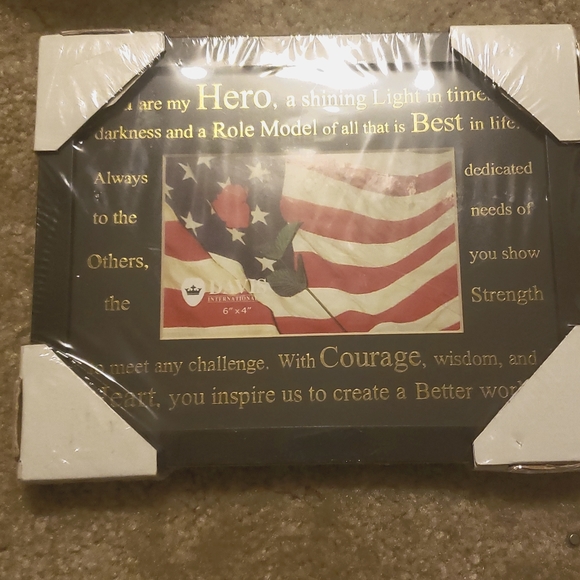 are my Hero, a shining Light in time
darkness and a Role Model of all that is Best in life.
Always dedicated
to the needs of
Others, you show
the Strength
meet any challenge. With Courage, wisdom, and
Heart, you inspire us to create a Better
DAVIS
INTERNATIONAL
6" x 4"